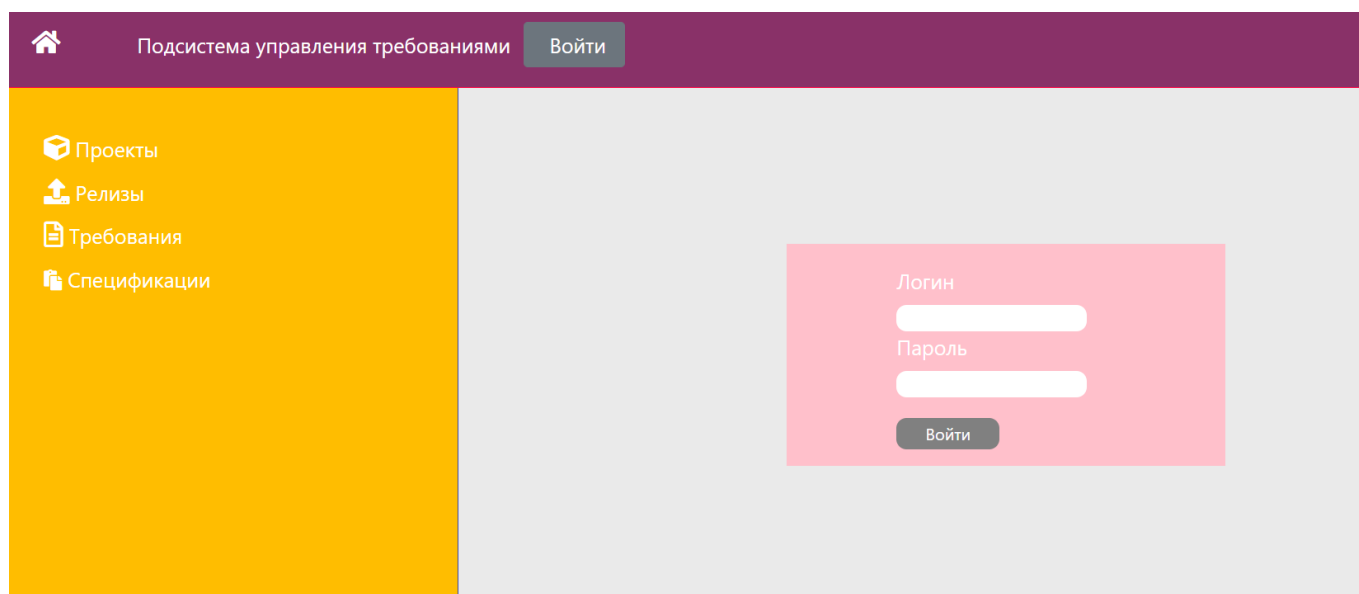 Подсистема управления требованиями Войти
Проекты
Релизы
Требования
Спецификации
Логин
Пароль
Войти